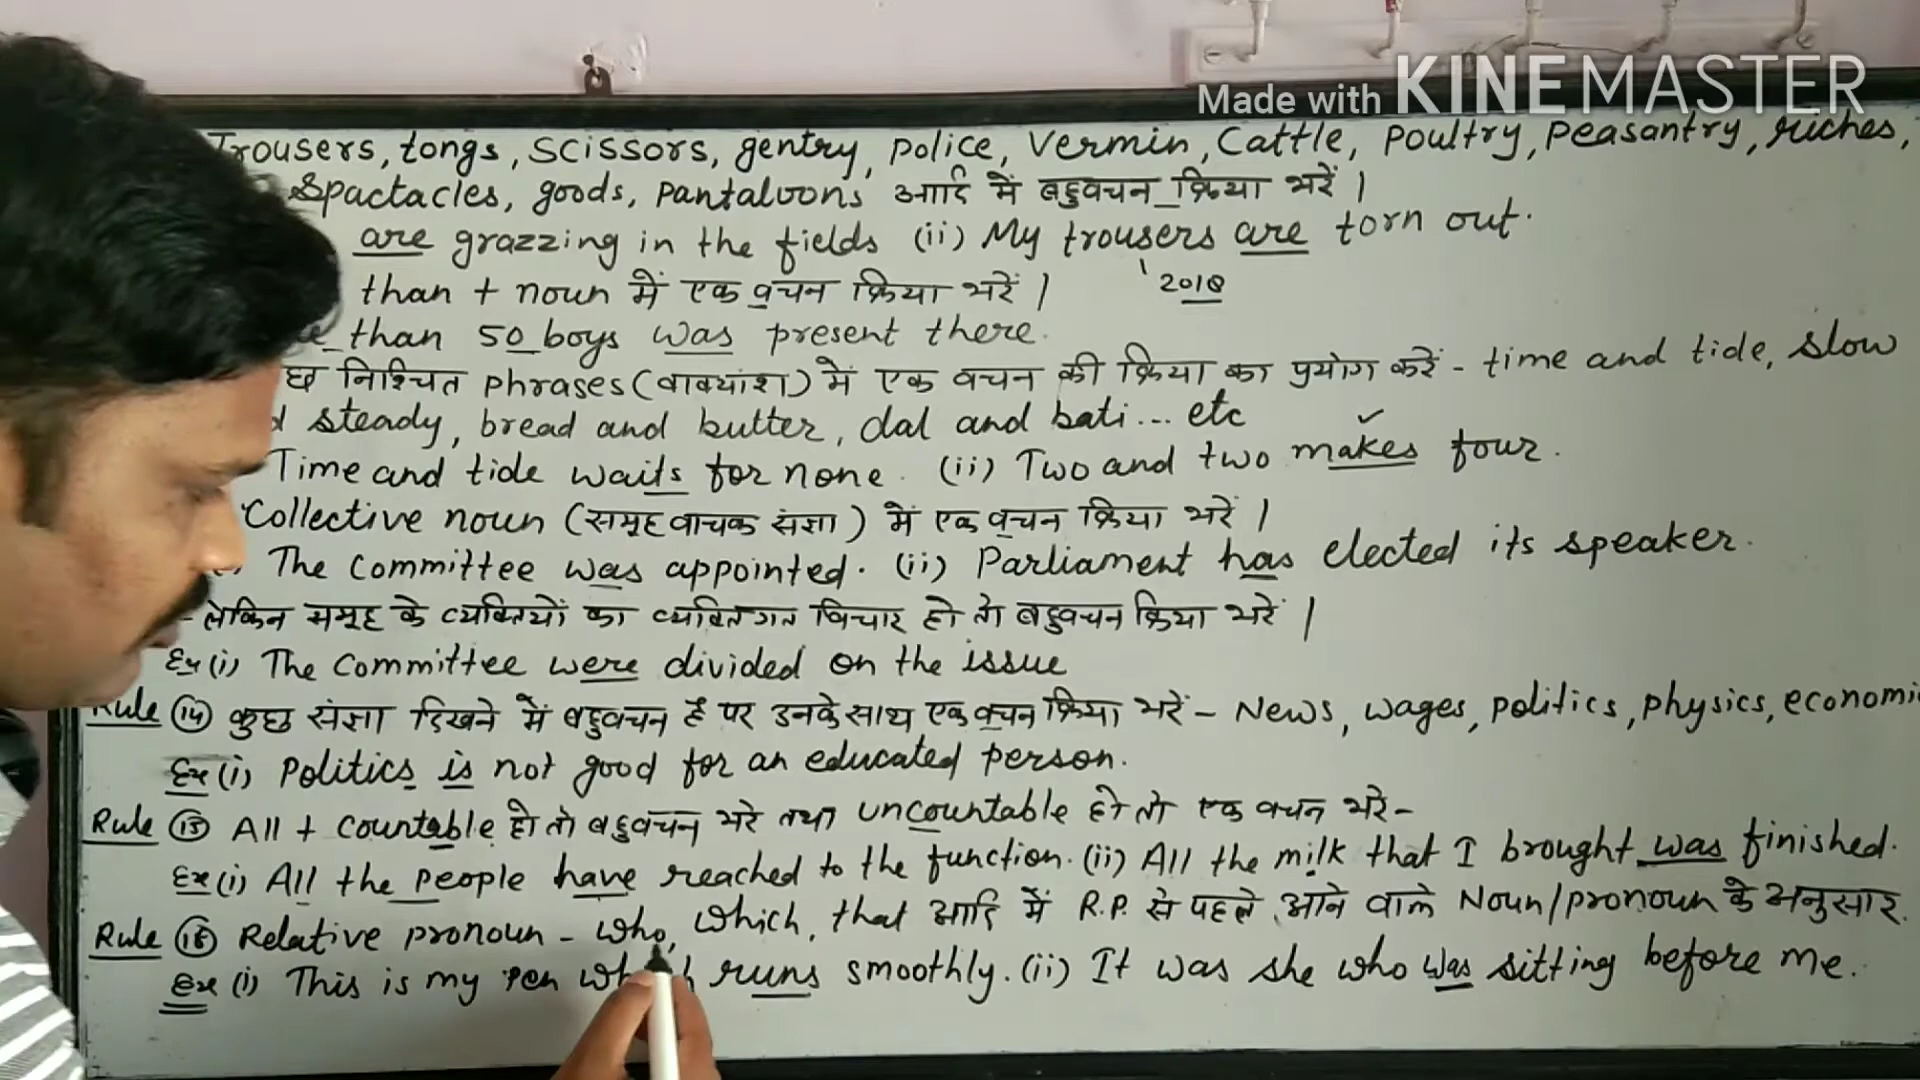 Made with KINEMASTER
Trousers, tongs, scissors, gentry, police, Vermin, Cattle, poultry, peasantry, riches,
Spactacles, goods, pantaloons आदि में बहुवचन क्रिया भरें |
are grazzing in the fields (ii) My trousers are torn out.
than + noun में एक वचन क्रिया भरें |
than 50 boys was present there.
निश्चित phrases (वाक्यांश) में एक वचन की क्रिया का प्रयोग करें - time and tide, slow
steady, bread and butter, dal and bati... etc
Time and tide waits for none. (ii) Two and two makes four.
Collective noun (समूह वाचक संज्ञा) में एक वचन क्रिया भरें |
The Committee was appointed. (ii) Parliament has elected its speaker.
- लेकिन समूह के व्यक्तियों का व्यक्तिगत विचार हो तो बहुवचन क्रिया भरें |
Ex (i) The Committee were divided on the issue
Rule (14) कुछ संज्ञा दिखने में बहुवचन है पर उनके साथ एक वचन क्रिया भरें - News, wages, politics, physics, economi
Ex (i) Politics is not good for an educated person.
Rule (15) All + countable हो तो बहुवचन भरे तथा uncountable हो तो एक वचन भरे -
Ex (i) All the people have reached to the function. (ii) All the milk that I brought was finished.
Rule Relative pronoun - who, which, that आदि में R.P. से पहले आने वाले Noun/pronoun के अनुसार.
Ex (i) This is my pen runs smoothly. (ii) It was she who was sitting before me.